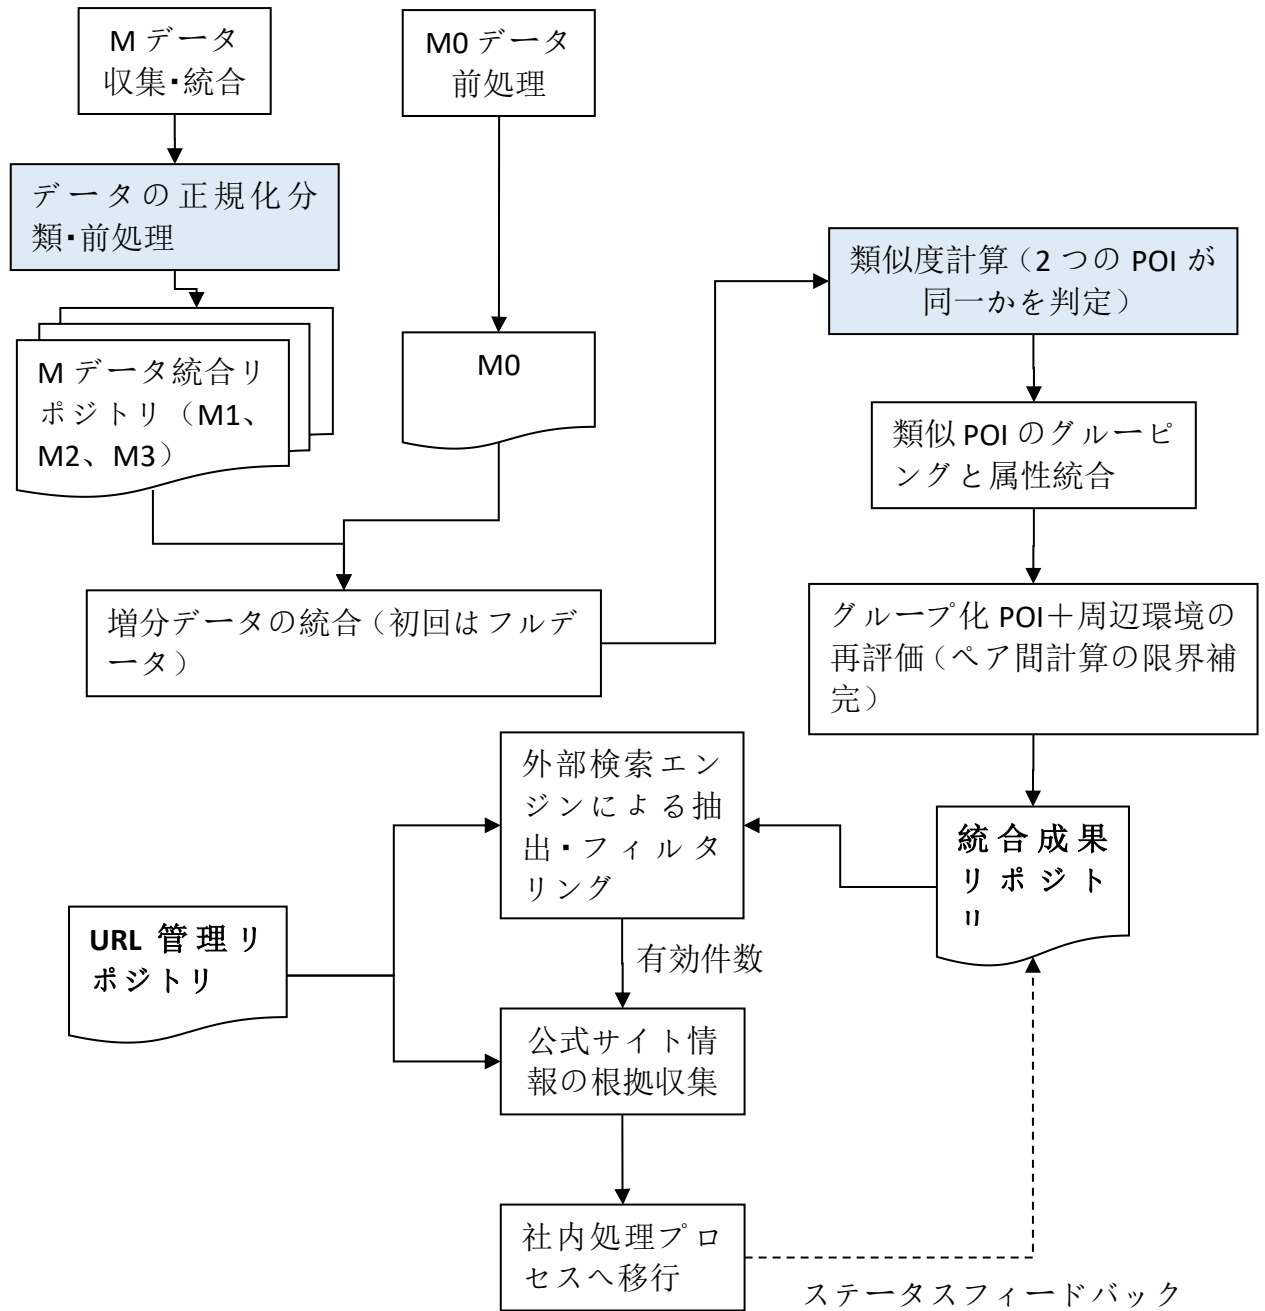 M データ
収集・統合
M0 データ
前処理
データの正規化分
類・前処理
M データ統合リ
ポジトリ（M1、
M2、M3）
M0
増分データの統合（初回はフルデ
ータ）
類似度計算（2 つの POI が
同一かを判定）
類似 POI のグルーピ
ングと属性統合
グループ化 POI＋周辺環境の
再評価（ペア間計算の限界補
完）
統合成果
リポジト
リ
外部検索エン
ジンによる抽
出・フィルタ
リング
URL 管理リ
ポジトリ
有効件数
公式サイト情
報の根拠収集
社内処理プロ
セスへ移行
ステータスフィードバック